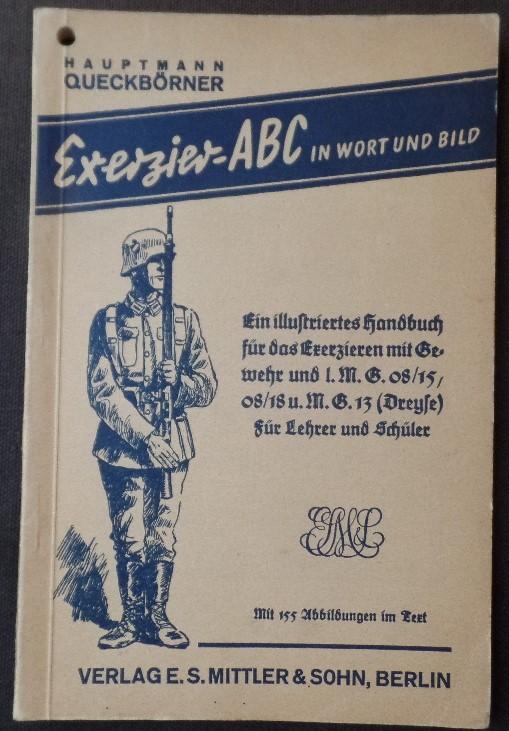 HAUPTMANN
QUECKBÖRNER
Exerzier-ABC IN WORT UND BILD
Ein illustriertes Handbuch
für das Exerzieren mit Ge-
wehr und l. M. G. 08/15,
08/18 u. M. G. 13 (Dreyse)
Für Lehrer und Schüler
Mit 155 Abbildungen im Text
VERLAG E. S. MITTLER & SOHN, BERLIN